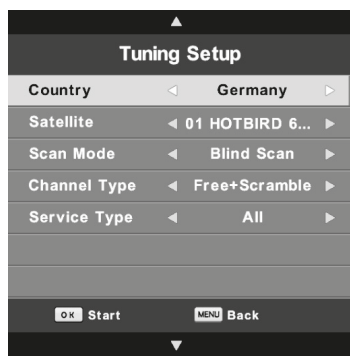 Tuning Setup
Country Germany
Satellite 01 HOTBIRD 6...
Scan Mode Blind Scan
Channel Type Free+Scramble
Service Type All
OK Start MENU Back